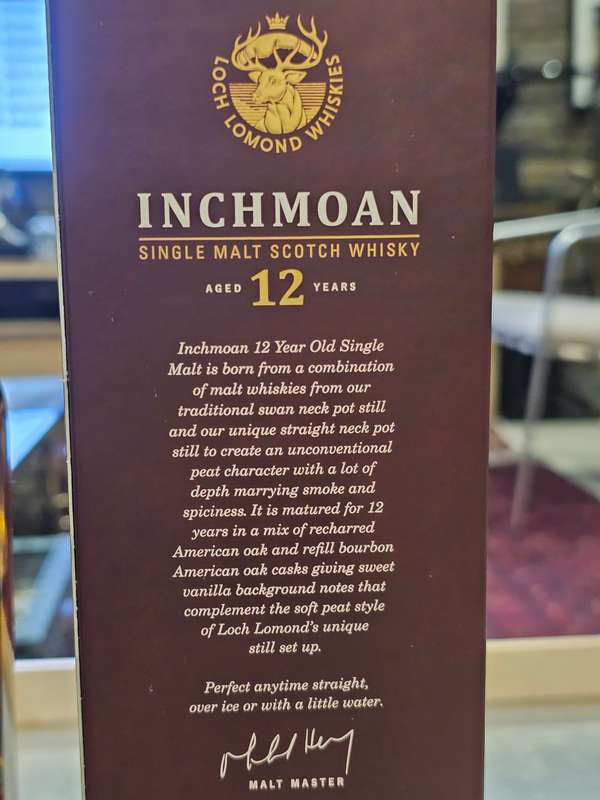 LOCH LOMOND WHISKIES
INCHMOAN
SINGLE MALT SCOTCH WHISKY
AGED 12 YEARS
Inchmoan 12 Year Old Single
Malt is born from a combination
of malt whiskies from our
traditional swan neck pot still
and our unique straight neck pot
still to create an unconventional
peat character with a lot of
depth marrying smoke and
spiciness. It is matured for 12
years in a mix of recharred
American oak and refill bourbon
American oak casks giving sweet
vanilla background notes that
complement the soft peat style
of Loch Lomond's unique
still set up.
Perfect anytime straight,
over ice or with a little water.
MALT MASTER